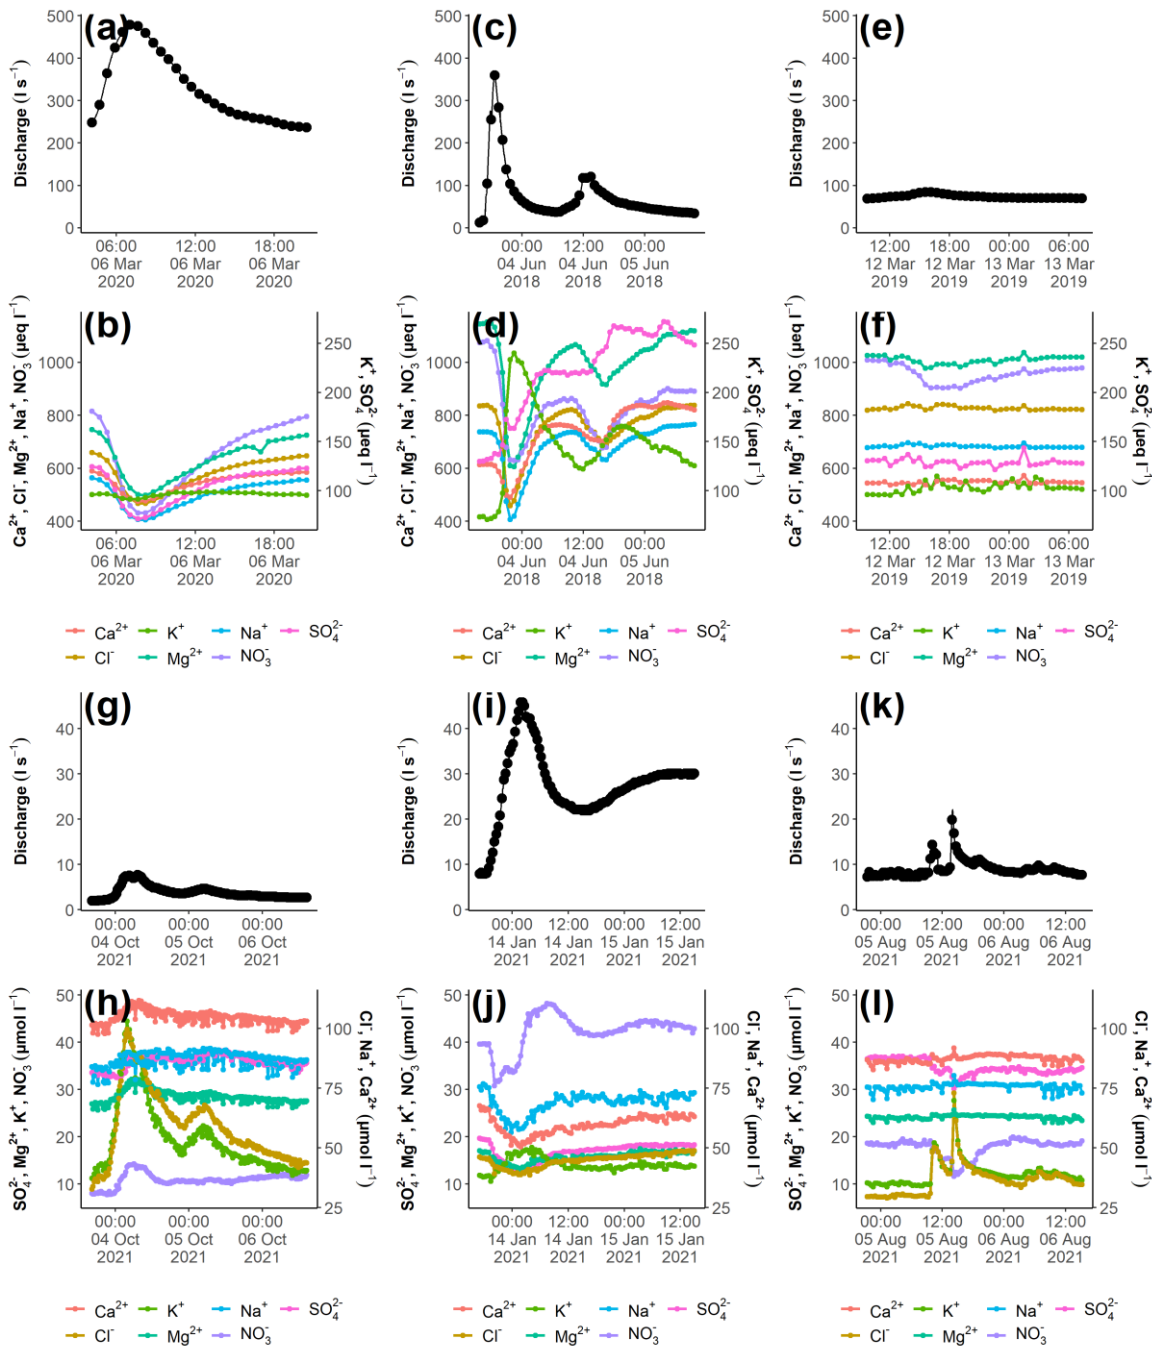 (a)
Discharge (l s⁻¹)
500
400
300
200
100
0
06:00 12:00 18:00
06 Mar 06 Mar 06 Mar
2020 2020 2020
(c)
Discharge (l s⁻¹)
500
400
300
200
100
0
00:00 12:00 00:00
04 Jun 04 Jun 05 Jun
2018 2018 2018
(e)
Discharge (l s⁻¹)
500
400
300
200
100
0
12:00 18:00 00:00 06:00
12 Mar 12 Mar 13 Mar 13 Mar
2019 2019 2019 2019
(b)
Ca²⁺, Cl⁻, Mg²⁺, Na⁺, NO₃⁻ (µeq l⁻¹)
1000
800
600
400
250
200
150
100
K⁺, SO₄²⁻ (µeq l⁻¹)
06:00 12:00 18:00
06 Mar 06 Mar 06 Mar
2020 2020 2020
(d)
Ca²⁺, Cl⁻, Mg²⁺, Na⁺, NO₃⁻ (µeq l⁻¹)
1000
800
600
400
250
200
150
100
K⁺, SO₄²⁻ (µeq l⁻¹)
00:00 12:00 00:00
04 Jun 04 Jun 05 Jun
2018 2018 2018
(f)
Ca²⁺, Cl⁻, Mg²⁺, Na⁺, NO₃⁻ (µeq l⁻¹)
1000
800
600
400
250
200
150
100
K⁺, SO₄²⁻ (µeq l⁻¹)
12:00 18:00 00:00 06:00
12 Mar 12 Mar 13 Mar 13 Mar
2019 2019 2019 2019
Ca²⁺ K⁺ Na⁺ SO₄²⁻
Cl⁻ Mg²⁺ NO₃⁻
Ca²⁺ K⁺ Na⁺ SO₄²⁻
Cl⁻ Mg²⁺ NO₃⁻
Ca²⁺ K⁺ Na⁺ SO₄²⁻
Cl⁻ Mg²⁺ NO₃⁻
(g)
Discharge (l s⁻¹)
40
30
20
10
0
00:00 00:00 00:00
04 Oct 05 Oct 06 Oct
2021 2021 2021
(i)
Discharge (l s⁻¹)
40
30
20
10
0
00:00 12:00 00:00 12:00
14 Jan 14 Jan 15 Jan 15 Jan
2021 2021 2021 2021
(k)
Discharge (l s⁻¹)
40
30
20
10
0
00:00 12:00 00:00 12:00
05 Aug 05 Aug 06 Aug 06 Aug
2021 2021 2021 2021
(h)
SO₄²⁻, Mg²⁺, K⁺, NO₃⁻ (µmol l⁻¹)
50
40
30
20
10
100
75
50
25
Cl⁻, Na⁺, Ca²⁺ (µmol l⁻¹)
00:00 00:00 00:00
04 Oct 05 Oct 06 Oct
2021 2021 2021
(j)
SO₄²⁻, Mg²⁺, K⁺, NO₃⁻ (µmol l⁻¹)
50
40
30
20
10
100
75
50
25
Cl⁻, Na⁺, Ca²⁺ (µmol l⁻¹)
00:00 12:00 00:00 12:00
14 Jan 14 Jan 15 Jan 15 Jan
2021 2021 2021 2021
(l)
SO₄²⁻, Mg²⁺, K⁺, NO₃⁻ (µmol l⁻¹)
50
40
30
20
10
100
75
50
25
Cl⁻, Na⁺, Ca²⁺ (µmol l⁻¹)
00:00 12:00 00:00 12:00
05 Aug 05 Aug 06 Aug 06 Aug
2021 2021 2021 2021
Ca²⁺ K⁺ Na⁺ SO₄²⁻
Cl⁻ Mg²⁺ NO₃⁻
Ca²⁺ K⁺ Na⁺ SO₄²⁻
Cl⁻ Mg²⁺ NO₃⁻
Ca²⁺ K⁺ Na⁺ SO₄²⁻
Cl⁻ Mg²⁺ NO₃⁻